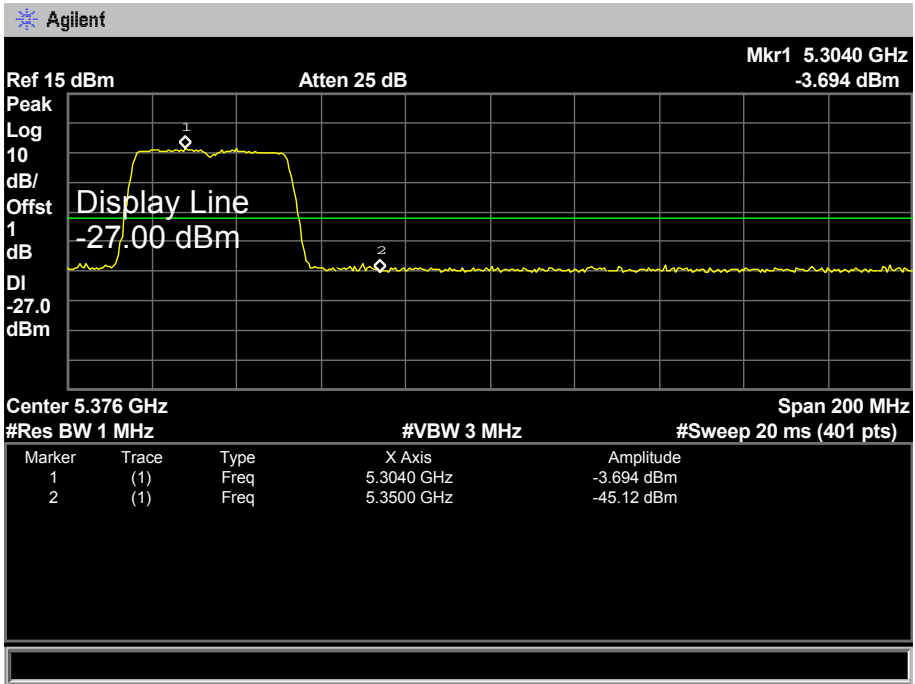 Agilent
Mkr1 5.3040 GHz
Ref 15 dBm Atten 25 dB -3.694 dBm
Peak
Log
10
dB/
Offst
1
dB
DI
-27.0
dBm
1
Display Line
-27.00 dBm
2
Center 5.376 GHz Span 200 MHz
#Res BW 1 MHz #VBW 3 MHz #Sweep 20 ms (401 pts)
Marker Trace Type X Axis Amplitude
1 (1) Freq 5.3040 GHz -3.694 dBm
2 (1) Freq 5.3500 GHz -45.12 dBm